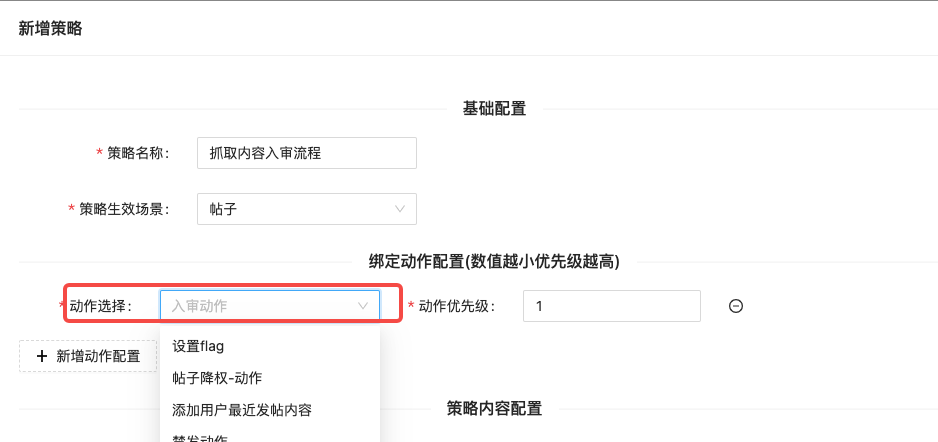 新增策略
基础配置
* 策略名称： 抓取内容入审流程
* 策略生效场景： 帖子
绑定动作配置(数值越小优先级越高)
* 动作选择： 入审动作 * 动作优先级： 1
设置flag
+ 新增动作配置
帖子降权-动作
添加用户最近发帖内容
策略内容配置
禁发动作